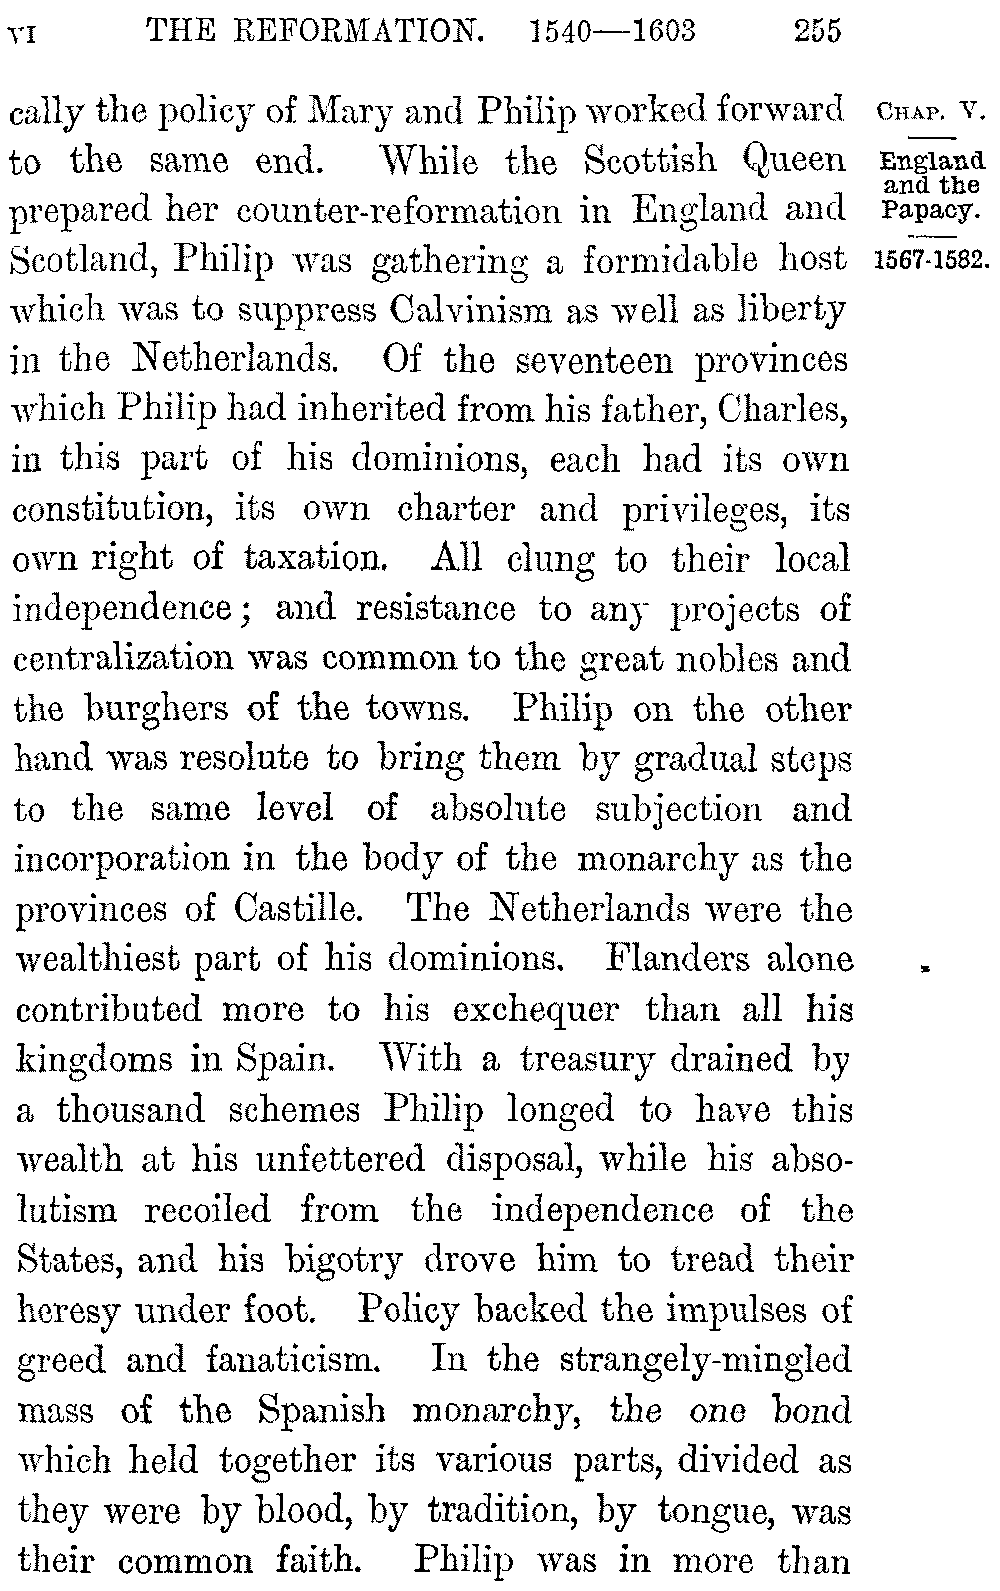 VI THE REFORMATION. 1540—1603 255
cally the policy of Mary and Philip worked forward
to the same end. While the Scottish Queen
prepared her counter-reformation in England and
Scotland, Philip was gathering a formidable host
which was to suppress Calvinism as well as liberty
in the Netherlands. Of the seventeen provinces
which Philip had inherited from his father, Charles,
in this part of his dominions, each had its own
constitution, its own charter and privileges, its
own right of taxation. All clung to their local
independence; and resistance to any projects of
centralization was common to the great nobles and
the burghers of the towns. Philip on the other
hand was resolute to bring them by gradual steps
to the same level of absolute subjection and
incorporation in the body of the monarchy as the
provinces of Castille. The Netherlands were the
wealthiest part of his dominions. Flanders alone
contributed more to his exchequer than all his
kingdoms in Spain. With a treasury drained by
a thousand schemes Philip longed to have this
wealth at his unfettered disposal, while his abso-
lutism recoiled from the independence of the
States, and his bigotry drove him to tread their
heresy under foot. Policy backed the impulses of
greed and fanaticism. In the strangely-mingled
mass of the Spanish monarchy, the one bond
which held together its various parts, divided as
they were by blood, by tradition, by tongue, was
their common faith. Philip was in more than
CHAP. V.
England
and the
Papacy.
1567-1582.